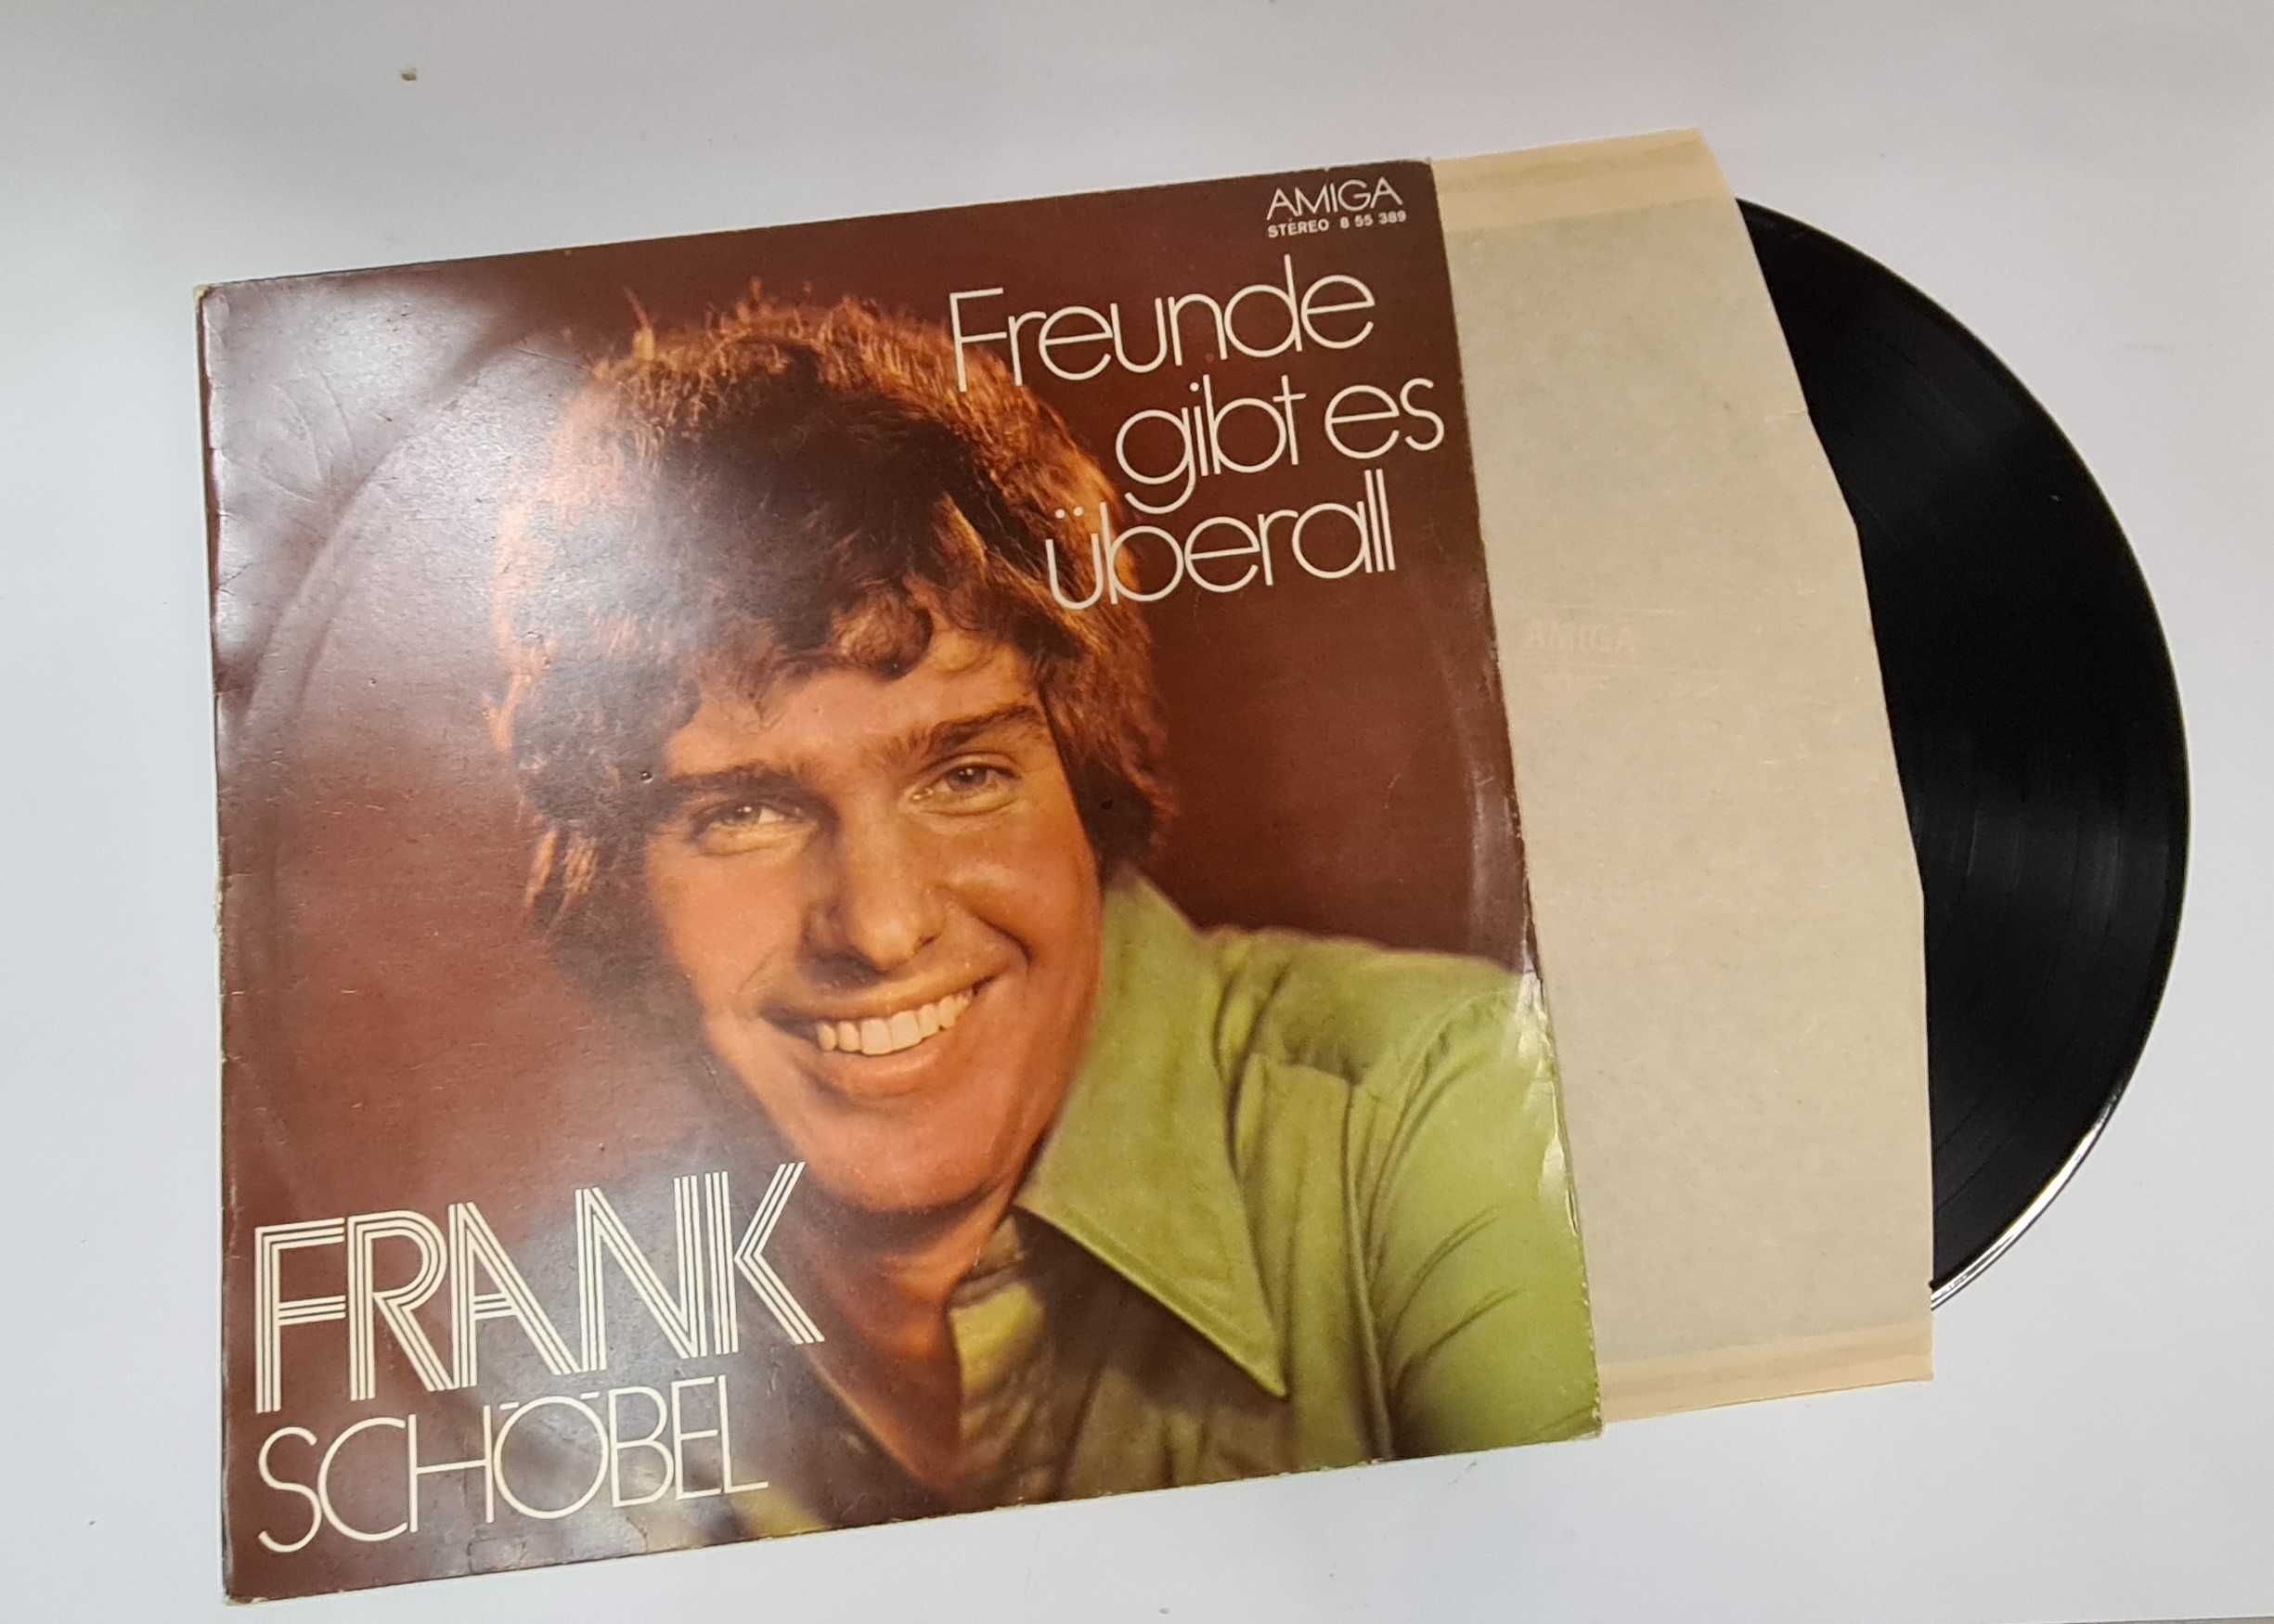 AMIGA
STEREO 8 55 389
Freunde
gibt es
überall
AMIGA
FRANK
SCHÖBEL